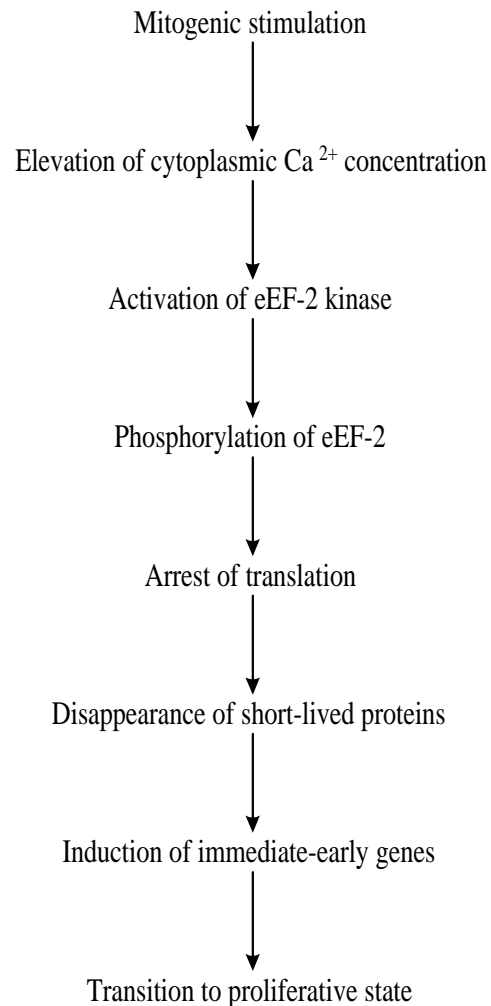 Mitogenic stimulation
Elevation of cytoplasmic Ca 2+ concentration
Activation of eEF-2 kinase
Phosphorylation of eEF-2
Arrest of translation
Disappearance of short-lived proteins
Induction of immediate-early genes
Transition to proliferative state